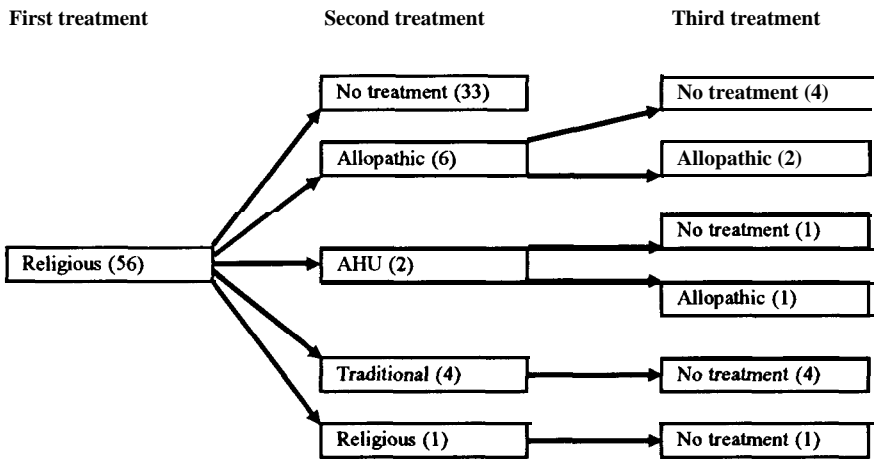 First treatment Second treatment Third treatment
No treatment (33) No treatment (4)
Allopathic (6) Allopathic (2)
No treatment (1)
Religious (56) AHU (2)
Allopathic (1)
Traditional (4) No treatment (4)
Religious (1) No treatment (1)